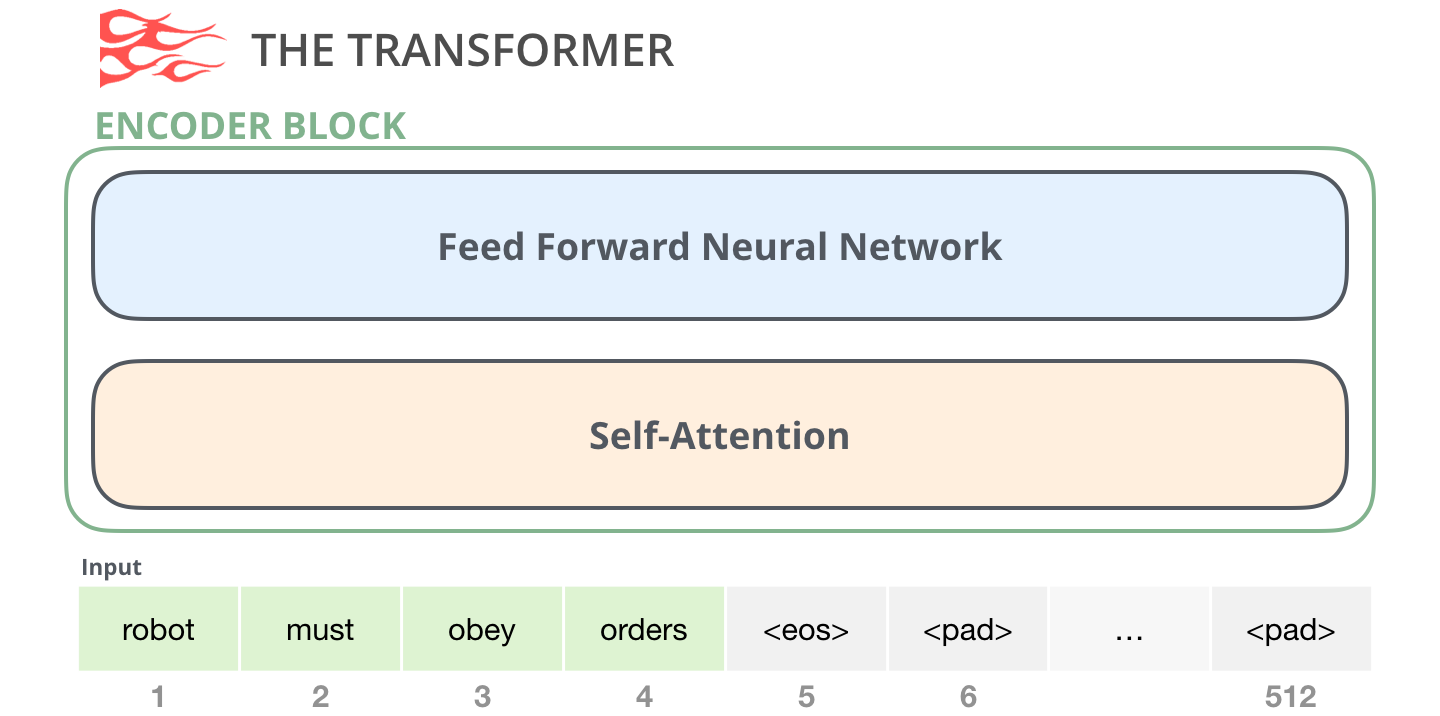 THE TRANSFORMER
ENCODER BLOCK
Feed Forward Neural Network
Self-Attention
Input
robot must obey orders <eos> <pad> ... <pad>
1 2 3 4 5 6 512